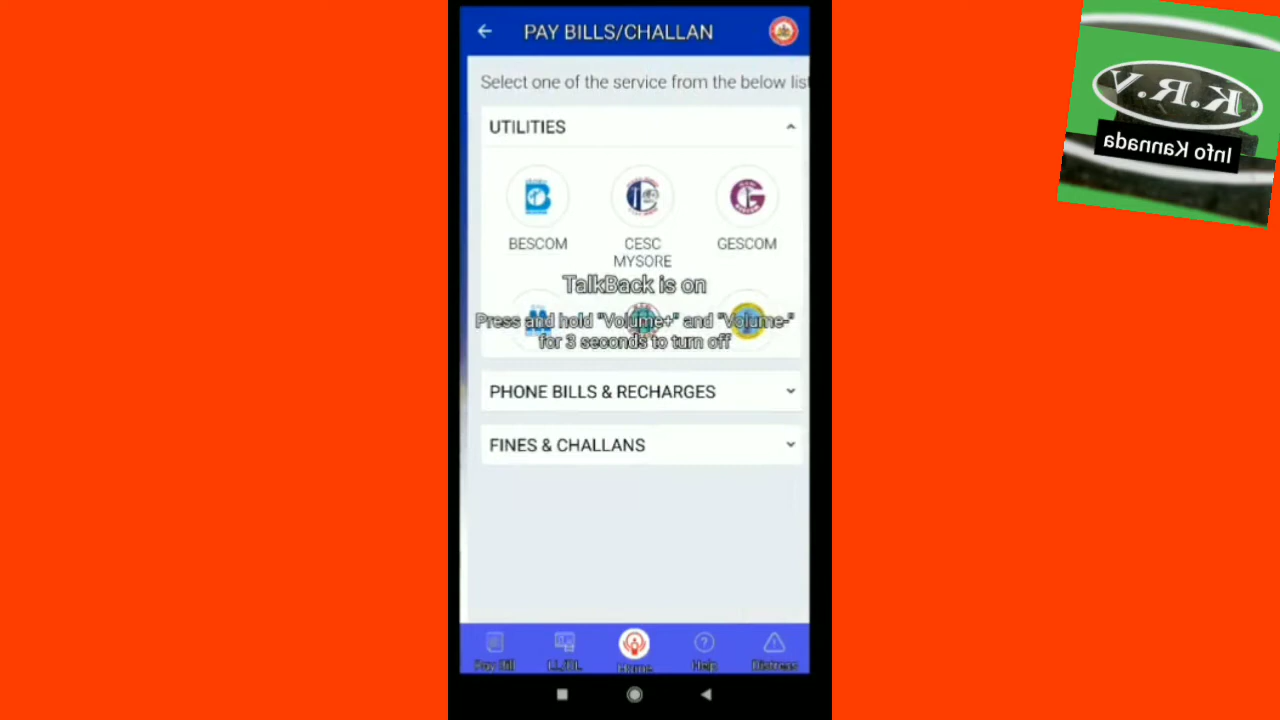 PAY BILLS/CHALLAN
Select one of the service from the below list
UTILITIES
BESCOM
CESC
MYSORE
GESCOM
TalkBack is on
Press and hold "Volume+" and "Volume-"
for 3 seconds to turn off
PHONE BILLS & RECHARGES
FINES & CHALLANS
Pay Bill
LL/DL
Home
Help
Distress
K.R.V
Info Kannada